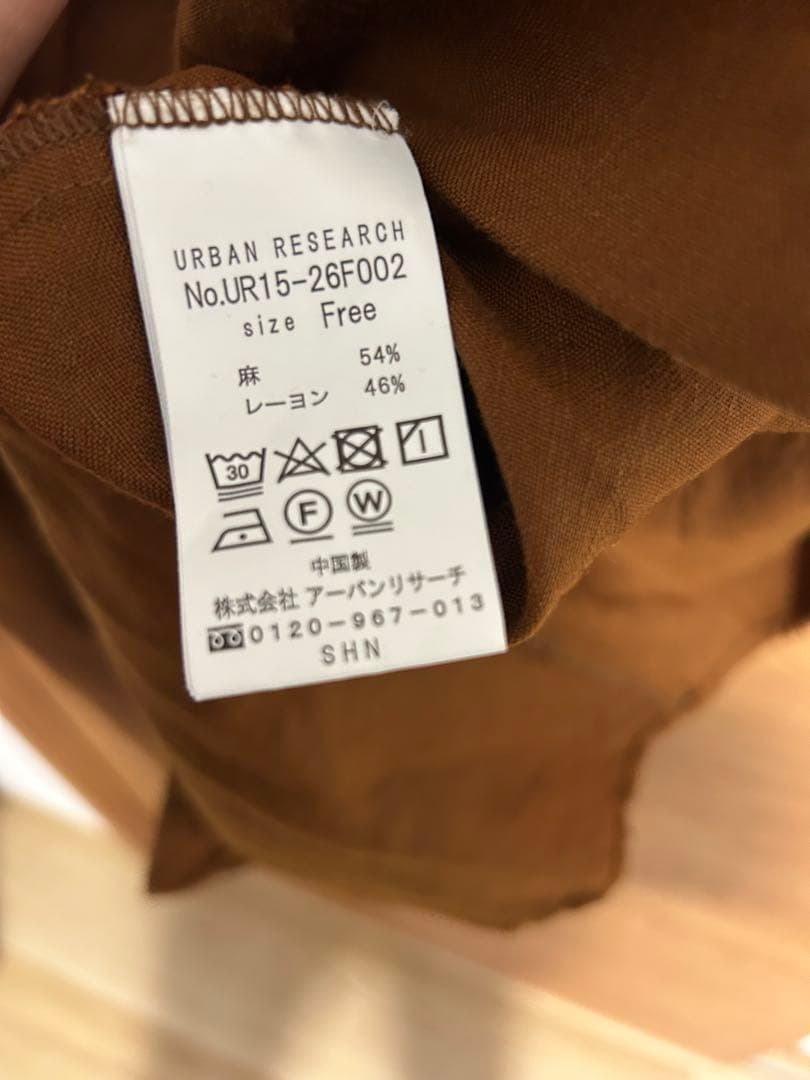 URBAN RESEARCH
No.UR15-26F002
size Free
麻 54%
レーヨン 46%
30
F W
中国製
株式会社 アーバンリサーチ
0120-967-013
SHN